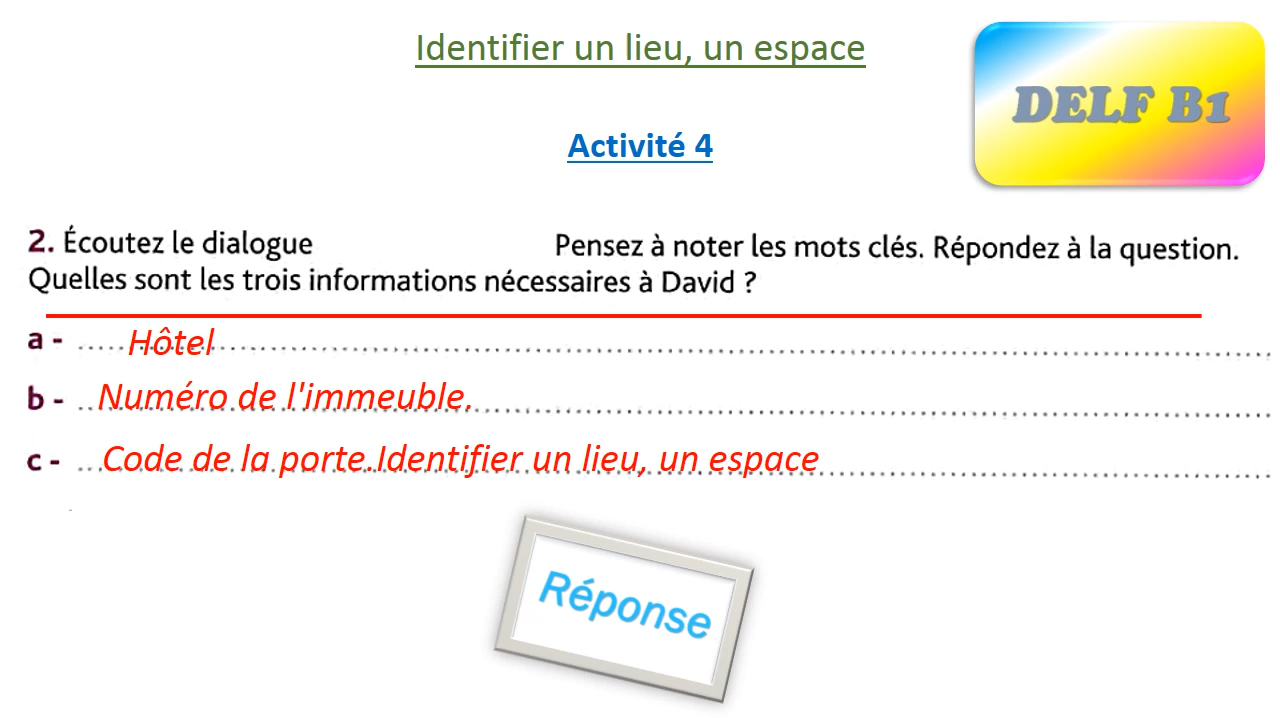 Identifier un lieu, un espace
DELF B1
Activité 4
2. Écoutez le dialogue Pensez à noter les mots clés. Répondez à la question.
Quelles sont les trois informations nécessaires à David ?
a - Hôtel
b - Numéro de l'immeuble.
c - Code de la porte.Identifier un lieu, un espace
Réponse